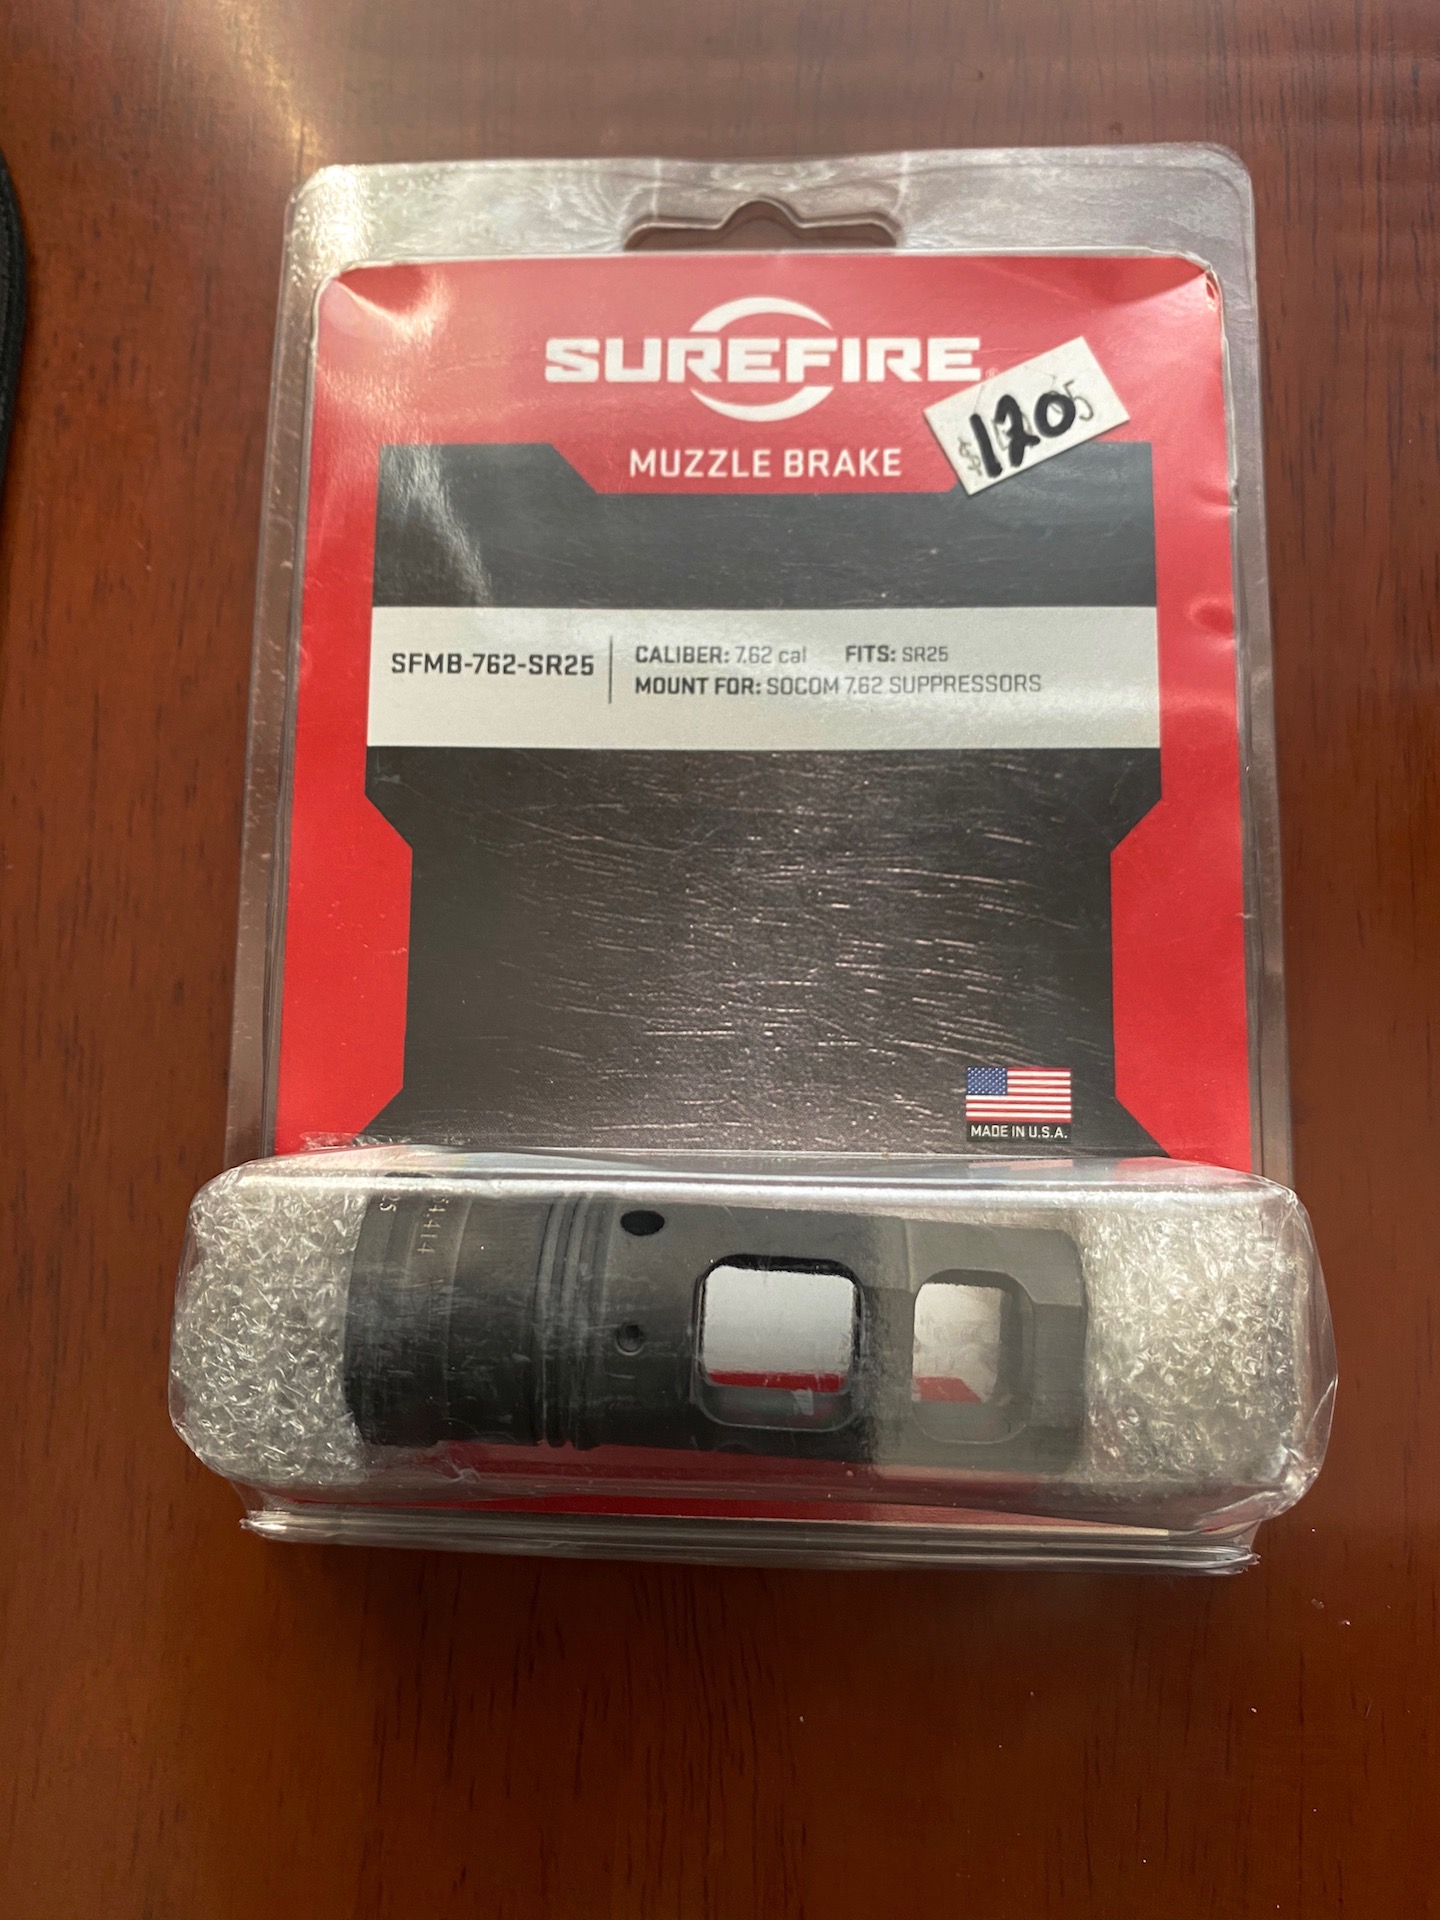 SUREFIRE
$120
MUZZLE BRAKE
SFMB-762-SR25
CALIBER: 7.62 cal FITS: SR25
MOUNT FOR: SOCOM 7.62 SUPPRESSORS
MADE IN U.S.A.